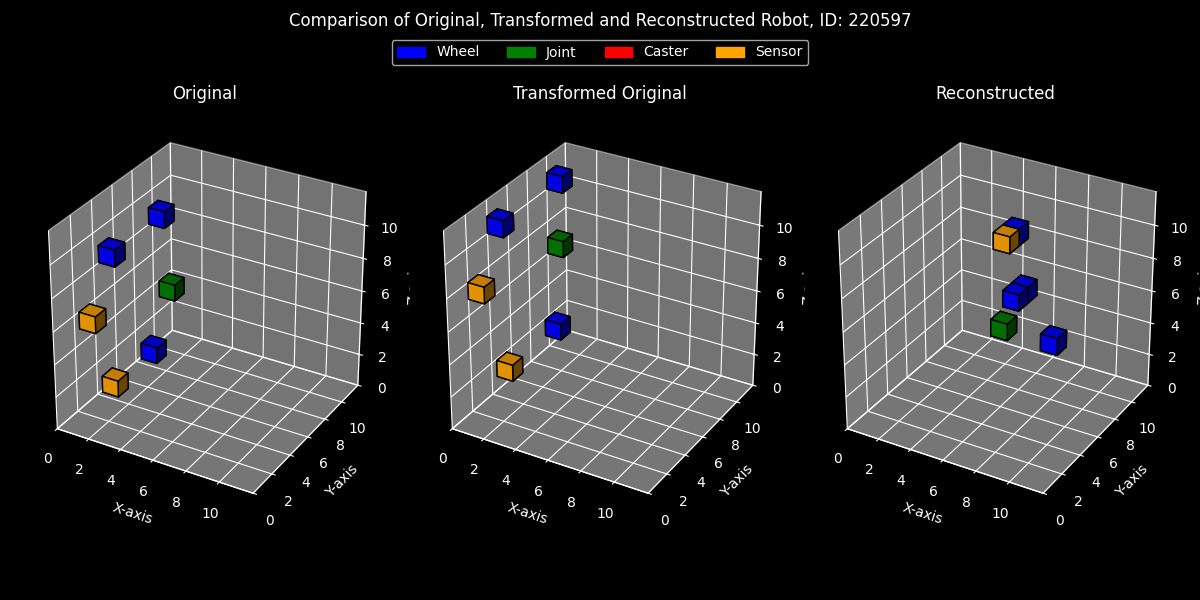 Comparison of Original, Transformed and Reconstructed Robot, ID: 220597
Wheel Joint Caster Sensor
Original Transformed Original Reconstructed
10 10 10
8 8 8
6 6 6
4 4 4
2 2 2
0 0 0
10 10 10
8 8 8
6 6 6
4 4 4
2 2 2
0 0 0
0 2 4 6 8 10 0 2 4 6 8 10 0 2 4 6 8 10
X-axis Y-axis X-axis Y-axis X-axis Y-axis